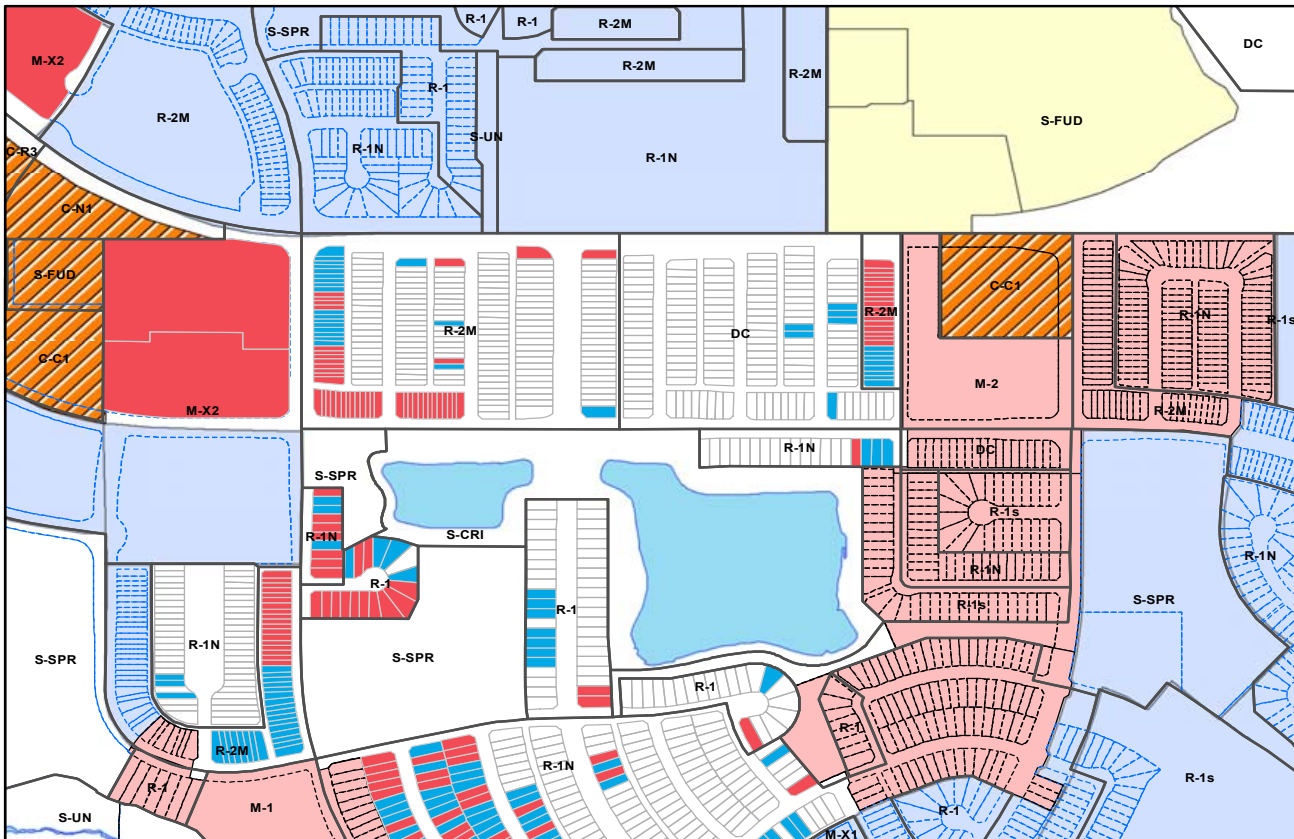 S-SPR
R-1
R-1
R-2M
DC
M-X2
R-2M
R-2M
R-1
R-2M
S-FUD
S-UN
R-1N
R-1N
C-R3
C-N1
S-FUD
C-C1
R-1N
R-1s
R-2M
DC
R-2M
C-C1
M-2
M-X2
R-2M
R-1N
DC
S-SPR
R-1s
R-1N
S-CRI
R-1N
R-1N
R-1
R-1s
R-1
S-SPR
R-1N
S-SPR
S-SPR
R-1
R-1
R-2M
R-1N
R-1s
R-1
M-1
R-1
S-UN
M-X1